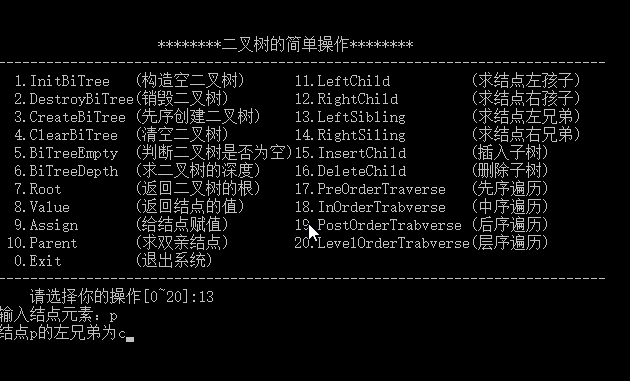 ********二叉树的简单操作********
1.InitBiTree (构造空二叉树) 11.LeftChild (求结点左孩子)
2.DestroyBiTree(销毁二叉树) 12.RightChild (求结点右孩子)
3.CreateBiTree (先序创建二叉树) 13.LeftSibling (求结点左兄弟)
4.ClearBiTree (清空二叉树) 14.RightSiling (求结点右兄弟)
5.BiTreeEmpty (判断二叉树是否为空)15.InsertChild (插入子树)
6.BiTreeDepth (求二叉树的深度) 16.DeleteChild (删除子树)
7.Root (返回二叉树的根) 17.PreOrderTraverse (先序遍历)
8.Value (返回结点的值) 18.InOrderTrabverse (中序遍历)
9.Assign (给结点赋值) 19.PostOrderTrabverse (后序遍历)
10.Parent (求双亲结点) 20.LevelOrderTrabverse(层序遍历)
0.Exit (退出系统)
请选择你的操作[0~20]:13
输入结点元素：p
结点p的左兄弟为c